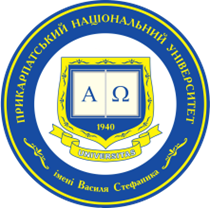 ПРИКАРПАТСЬКИЙ НАЦІОНАЛЬНИЙ УНІВЕРСИТЕТ
Α Ω
1940
UNIVERSITAS
імені Василя Стефаника